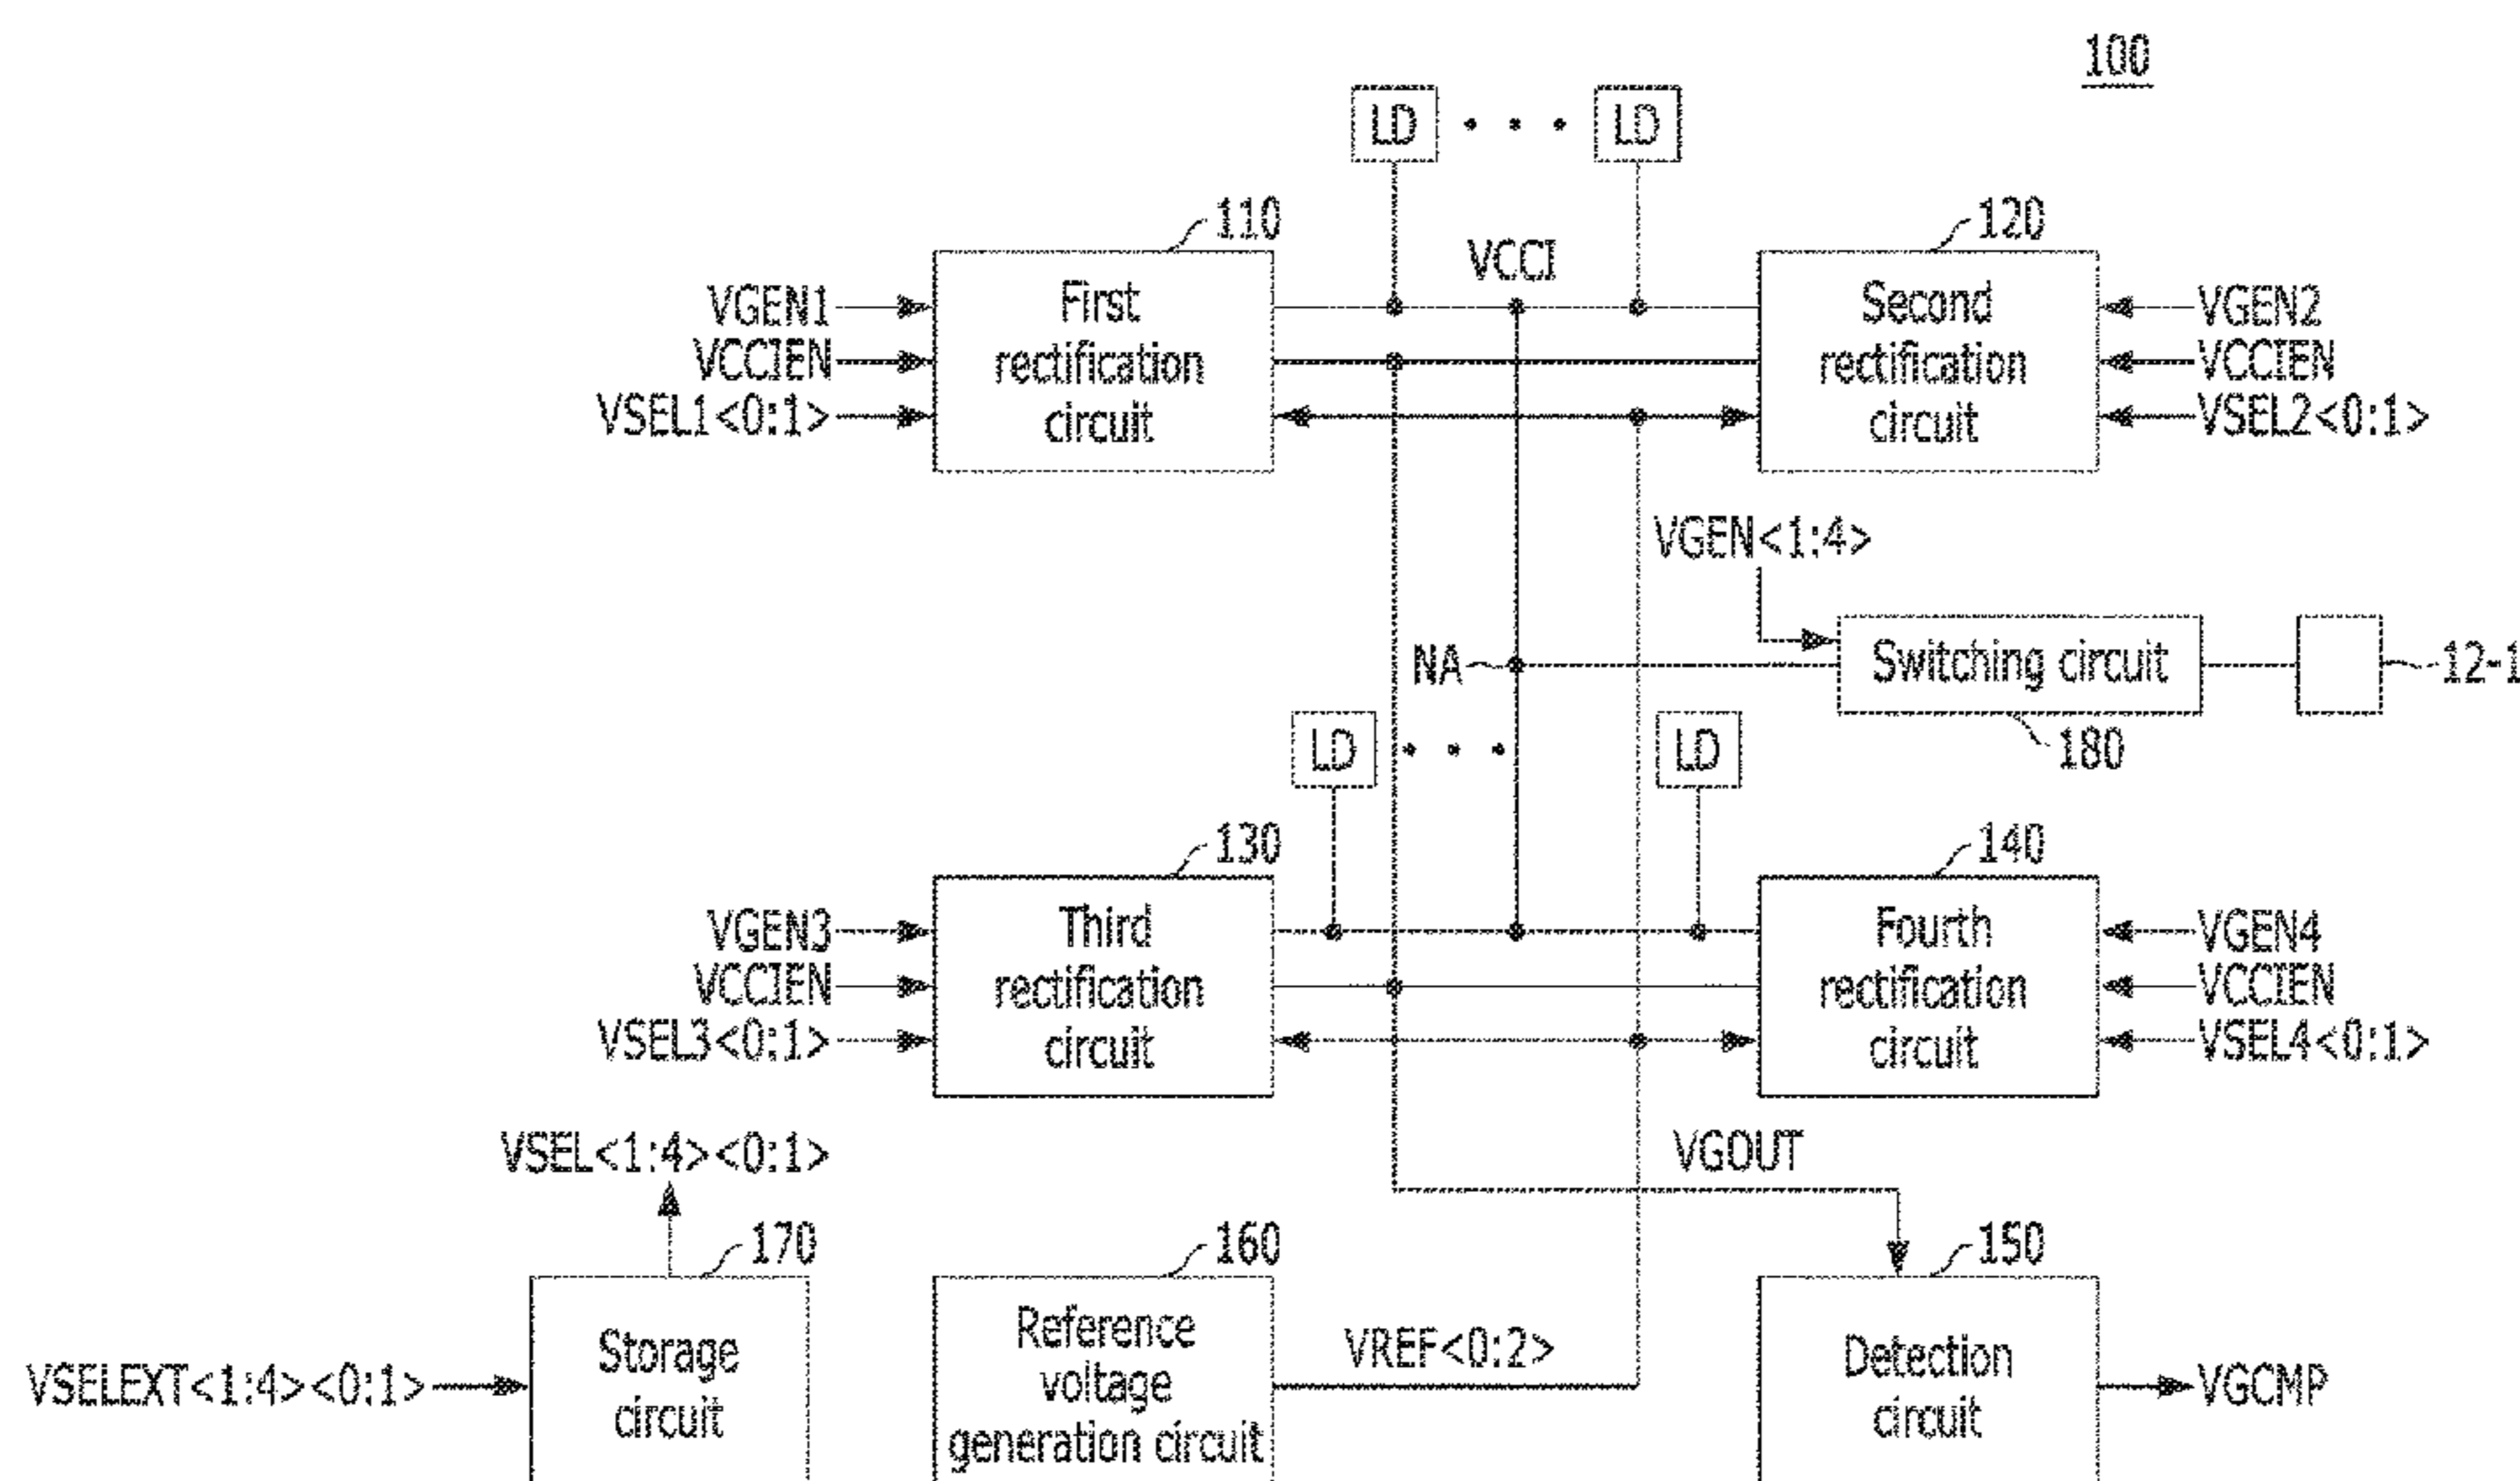 100
LD • • • LD
110
120
VCCI
VGEN1
First
rectification
circuit
Second
rectification
circuit
VGEN2
VCCIEN
VCCIEN
VSEL1<0:1>
VSEL2<0:1>
VGEN<1:4>
NA
Switching circuit
12-1
180
LD • • • LD
130
140
VGEN3
Third
rectification
circuit
Fourth
rectification
circuit
VGEN4
VCCIEN
VCCIEN
VSEL3<0:1>
VSEL4<0:1>
VSEL<1:4><0:1>
VGOUT
170
160
150
VSELEXT<1:4><0:1>
Storage
circuit
Reference
voltage
generation circuit
VREF<0:2>
Detection
circuit
VGCMP